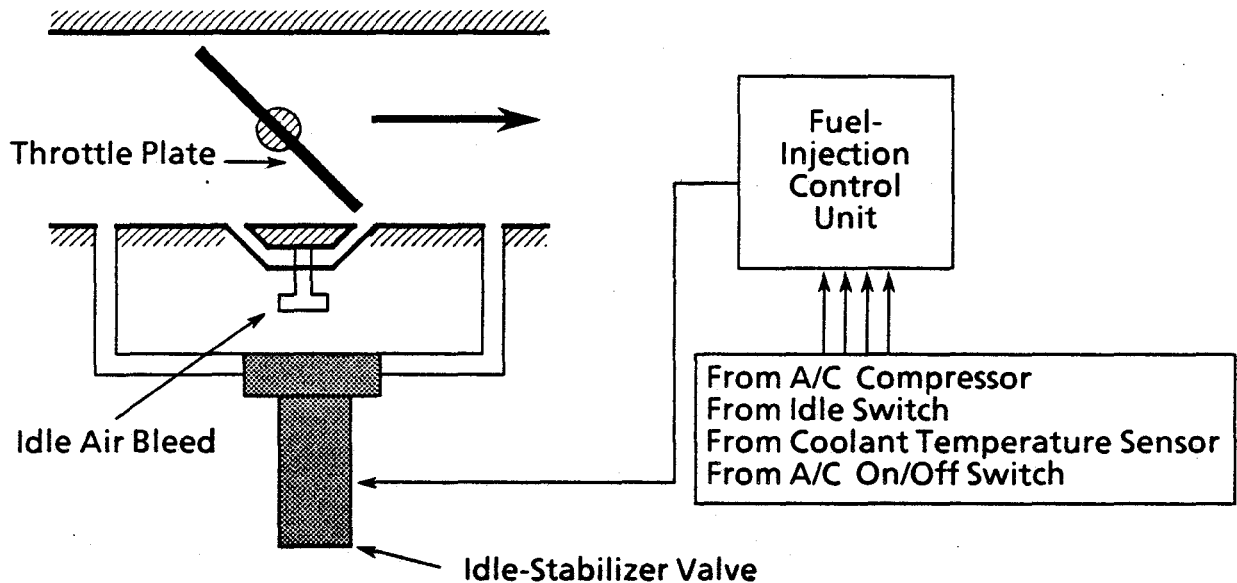 Throttle Plate
Fuel-
Injection
Control
Unit
From A/C Compressor
From Idle Switch
From Coolant Temperature Sensor
From A/C On/Off Switch
Idle Air Bleed
Idle-Stabilizer Valve